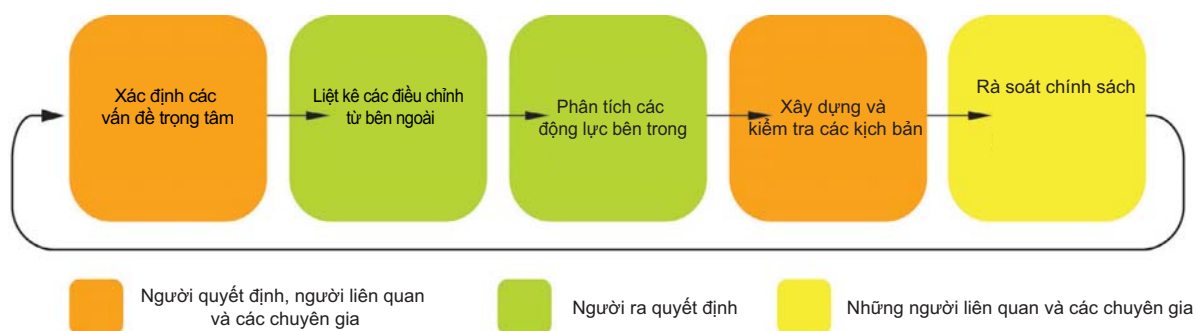 Xác định các
vấn đề trọng tâm
Liệt kê các điều chỉnh
từ bên ngoài
Phân tích các
động lực bên trong
Xây dựng và
kiểm tra các kịch bản
Rà soát chính sách
Người quyết định, người liên quan
và các chuyên gia
Người ra quyết định
Những người liên quan và các chuyên gia